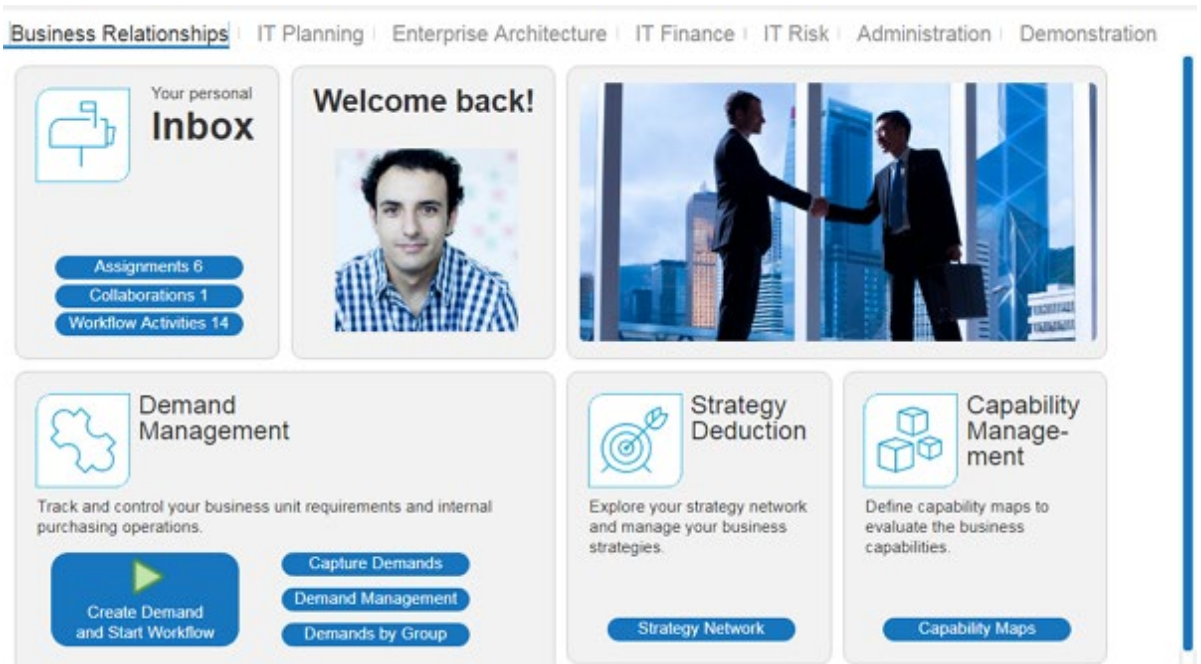 Business Relationships IT Planning Enterprise Architecture IT Finance IT Risk Administration Demonstration
Your personal
Inbox
Assignments 6
Collaborations 1
Workflow Activities 14
Welcome back!
Demand
Management
Track and control your business unit requirements and internal
purchasing operations.
Create Demand
and Start Workflow
Capture Demands
Demand Management
Demands by Group
Strategy
Deduction
Explore your strategy network
and manage your business
strategies.
Strategy Network
Capability
Manage-
ment
Define capability maps to
evaluate the business
capabilities.
Capability Maps